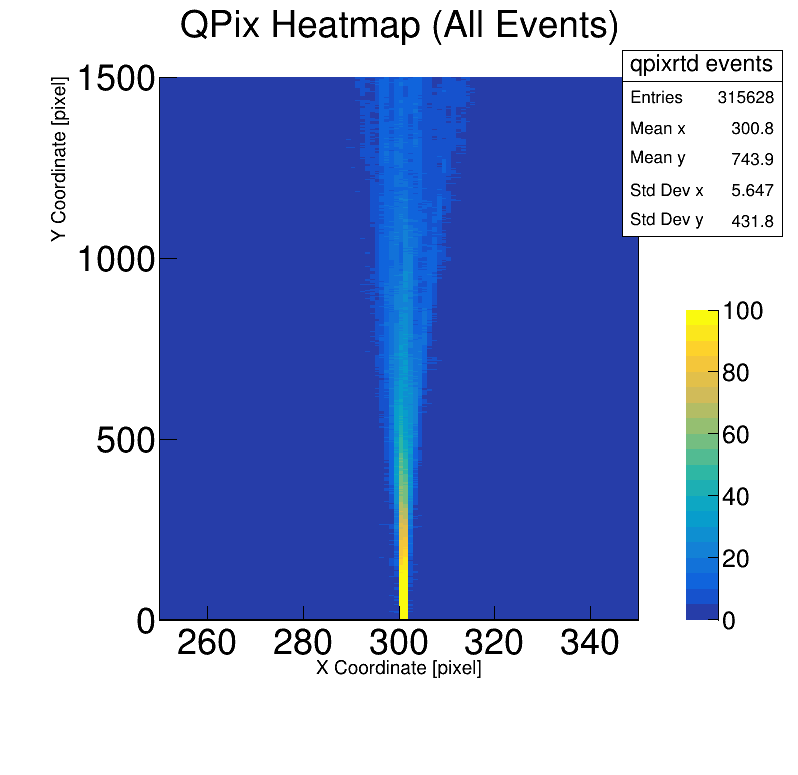 QPix Heatmap (All Events)
qpixrtd events
Entries 315628
Mean x 300.8
Mean y 743.9
Std Dev x 5.647
Std Dev y 431.8
Y Coordinate [pixel]
1500
1000
500
0
260 280 300 320 340
X Coordinate [pixel]
100
80
60
40
20
0